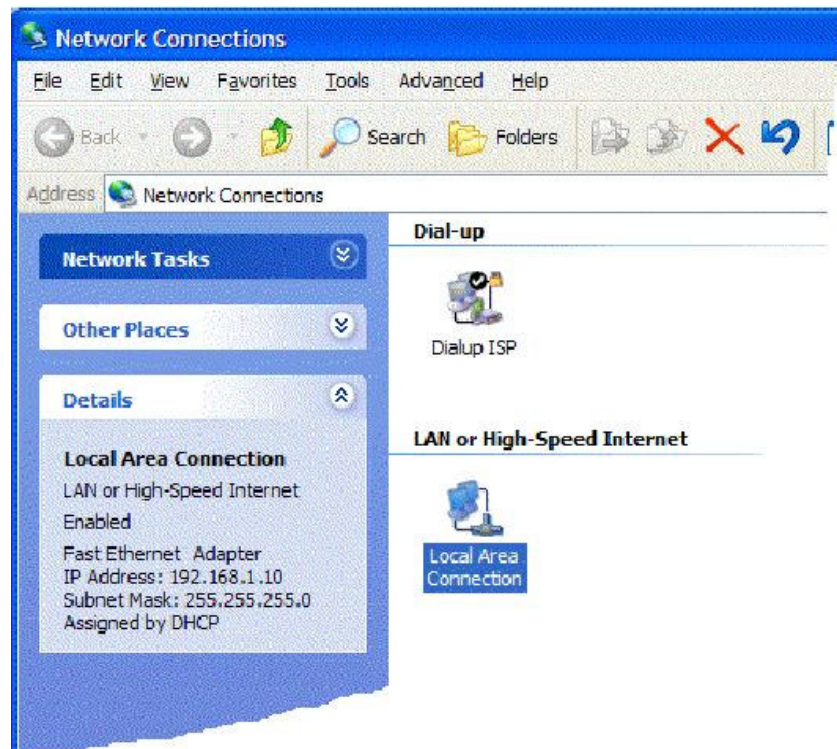 Network Connections
File Edit View Favorites Tools Advanced Help
Back Search Folders
Address Network Connections
Network Tasks
Other Places
Details
Local Area Connection
LAN or High-Speed Internet
Enabled
Fast Ethernet Adapter
IP Address: 192.168.1.10
Subnet Mask: 255.255.255.0
Assigned by DHCP
Dial-up
Dialup ISP
LAN or High-Speed Internet
Local Area
Connection